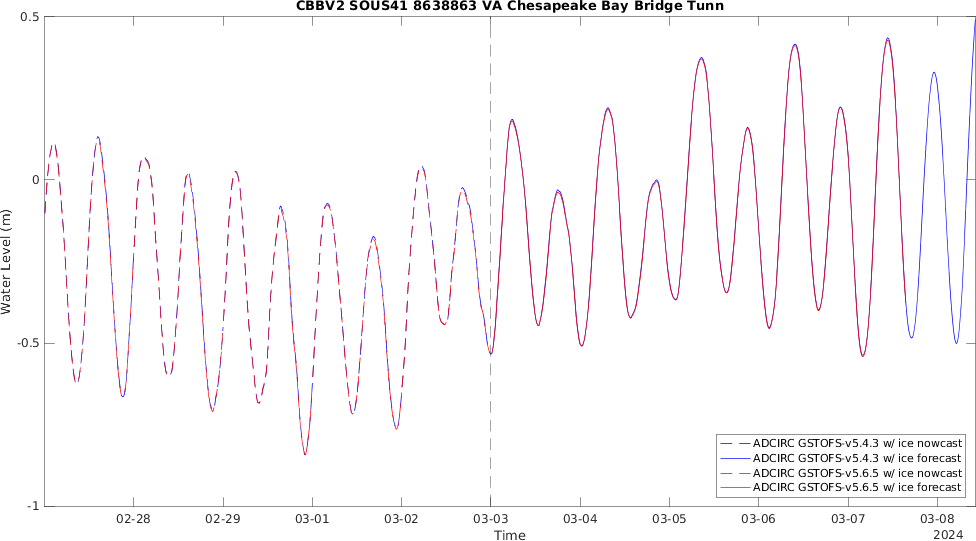 CBBV2 SOUS41 8638863 VA Chesapeake Bay Bridge Tunn
0.5
0
-0.5
-1
Water Level (m)
ADCIRC GSTOFS-v5.4.3 w/ ice nowcast
ADCIRC GSTOFS-v5.4.3 w/ ice forecast
ADCIRC GSTOFS-v5.6.5 w/ ice nowcast
ADCIRC GSTOFS-v5.6.5 w/ ice forecast
02-28 02-29 03-01 03-02 03-03 03-04 03-05 03-06 03-07 03-08
Time 2024